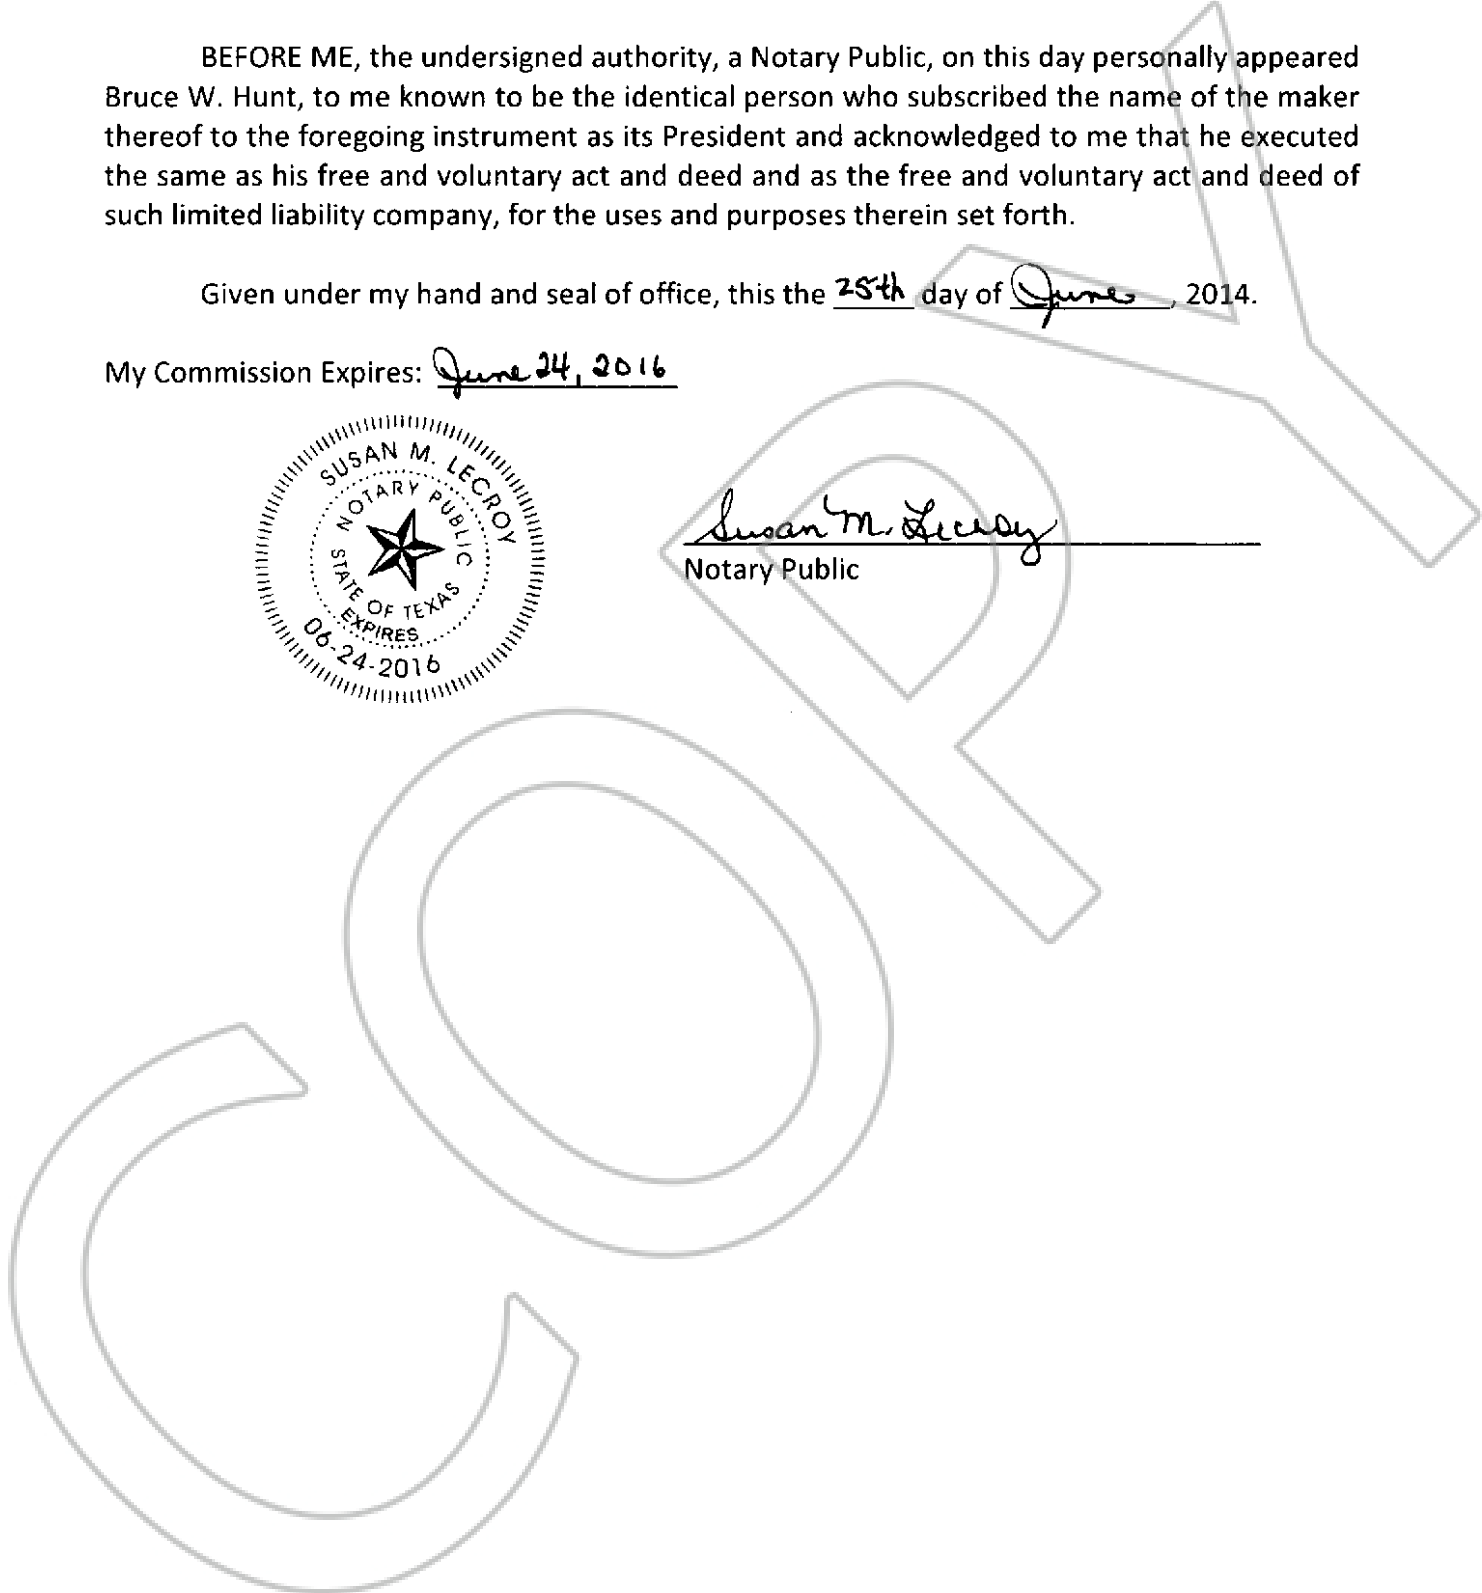 BEFORE ME, the undersigned authority, a Notary Public, on this day personally appeared
Bruce W. Hunt, to me known to be the identical person who subscribed the name of the maker
thereof to the foregoing instrument as its President and acknowledged to me that he executed
the same as his free and voluntary act and deed and as the free and voluntary act and deed of
such limited liability company, for the uses and purposes therein set forth.
Given under my hand and seal of office, this the 25th day of June, 2014.
My Commission Expires: June 24, 2016
SUSAN M. LECROY
NOTARY PUBLIC
STATE OF TEXAS
EXPIRES
06-24-2016
Susan M. Lecroy
Notary Public
COPY